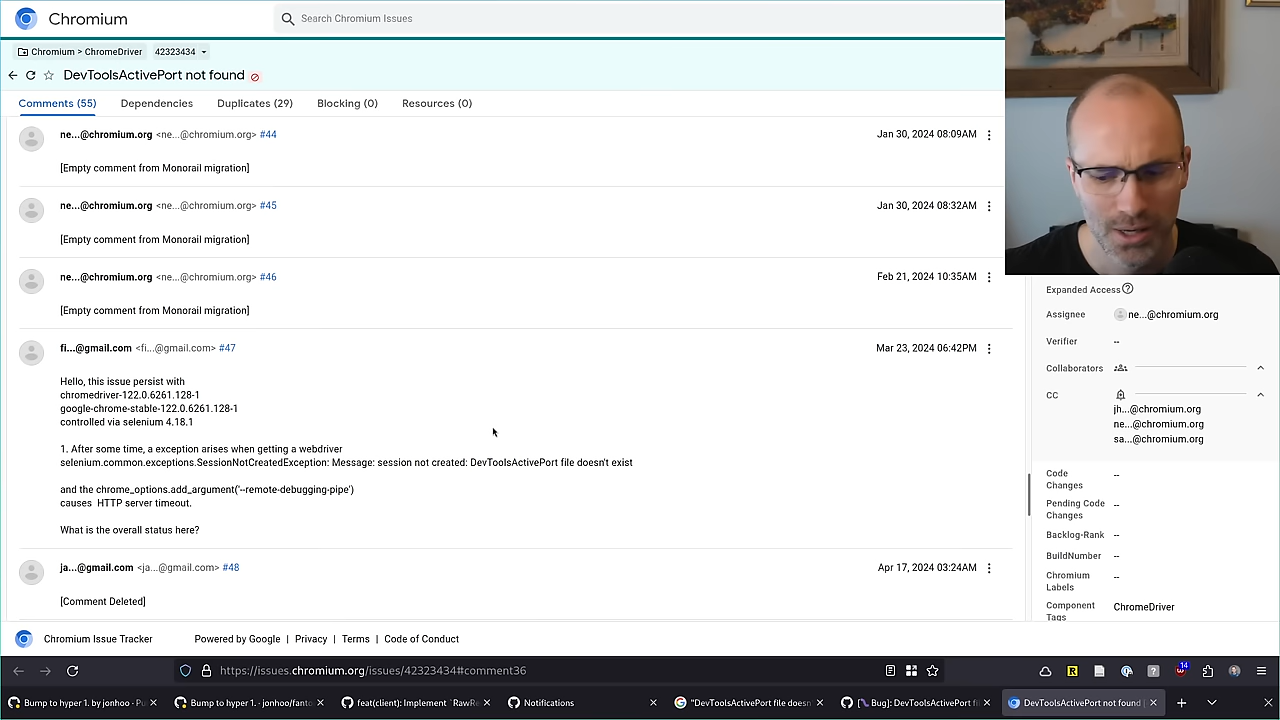 Chromium
Search Chromium Issues
Chromium > ChromeDriver
42323434
DevToolsActivePort not found
Comments (55)
Dependencies
Duplicates (29)
Blocking (0)
Resources (0)
ne...@chromium.org <ne...@chromium.org> #44
Jan 30, 2024 08:09AM
[Empty comment from Monorail migration]
ne...@chromium.org <ne...@chromium.org> #45
Jan 30, 2024 08:32AM
[Empty comment from Monorail migration]
ne...@chromium.org <ne...@chromium.org> #46
Feb 21, 2024 10:35AM
[Empty comment from Monorail migration]
fi...@gmail.com <fi...@gmail.com> #47
Mar 23, 2024 06:42PM
Hello, this issue persist with
chromedriver-122.0.6261.128-1
google-chrome-stable-122.0.6261.128-1
controlled via selenium 4.18.1
1. After some time, a exception arises when getting a webdriver
selenium.common.exceptions.SessionNotCreatedException: Message: session not created: DevToolsActivePort file doesn't exist
and the chrome_options.add_argument('--remote-debugging-pipe')
causes HTTP server timeout.
What is the overall status here?
ja...@gmail.com <ja...@gmail.com> #48
Apr 17, 2024 03:24AM
[Comment Deleted]
Expanded Access
Assignee
ne...@chromium.org
Verifier
--
Collaborators
CC
jh...@chromium.org
ne...@chromium.org
sa...@chromium.org
Code
Changes
--
Pending Code
Changes
--
Backlog-Rank
--
BuildNumber
--
Chromium
Labels
--
Component
Tags
ChromeDriver
Chromium Issue Tracker
Powered by Google | Privacy | Terms | Code of Conduct
https://issues.chromium.org/issues/42323434#comment36
14
Bump to hyper 1. by jonhoo · Pu
Bump to hyper 1. · jonhoo/fanto
feat(client): Implement `RawRe
Notifications
"DevToolsActivePort file doesn
[🐛 Bug]: DevToolsActivePort fi
DevToolsActivePort not found [